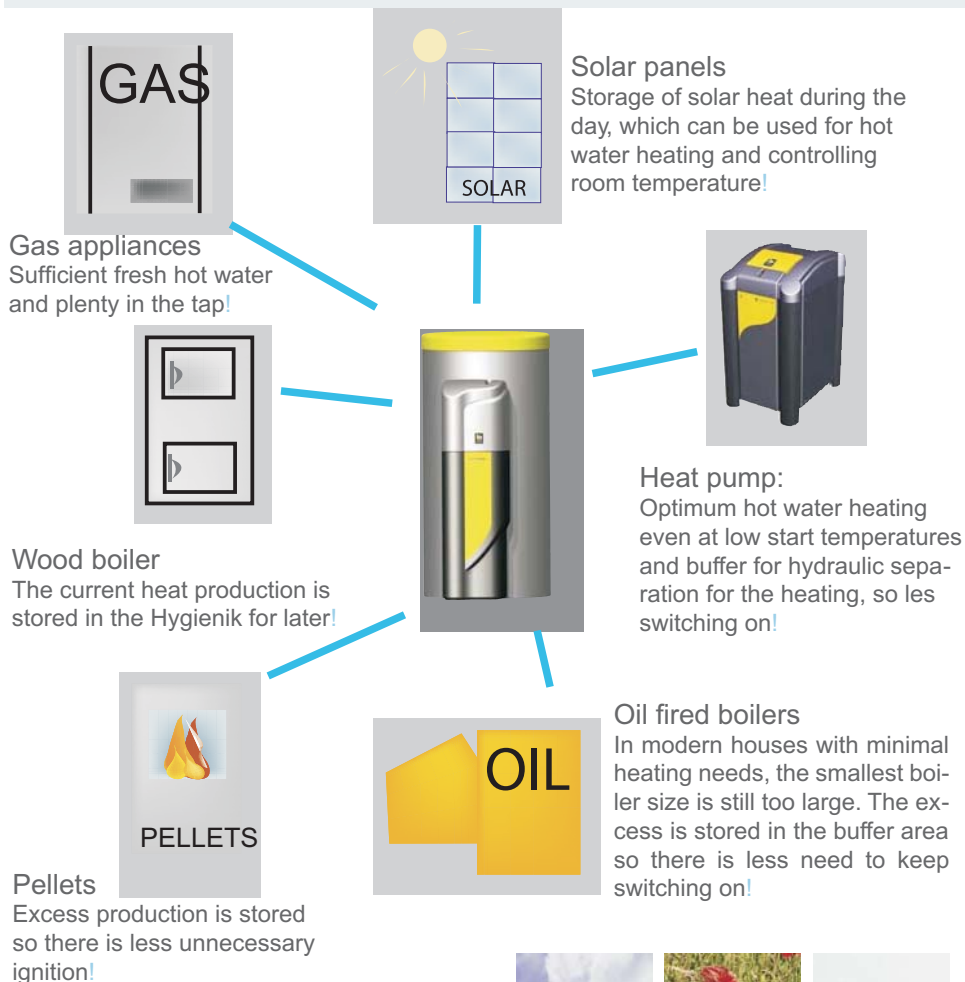 GAS
Gas appliances
Sufficient fresh hot water
and plenty in the tap!
SOLAR
Solar panels
Storage of solar heat during the
day, which can be used for hot
water heating and controlling
room temperature!
Wood boiler
The current heat production is
stored in the Hygienik for later!
Heat pump:
Optimum hot water heating
even at low start temperatures
and buffer for hydraulic sepa-
ration for the heating, so les
switching on!
PELLETS
Pellets
Excess production is stored
so there is less unnecessary
ignition!
OIL
Oil fired boilers
In modern houses with minimal
heating needs, the smallest boi-
ler size is still too large. The ex-
cess is stored in the buffer area
so there is less need to keep
switching on!